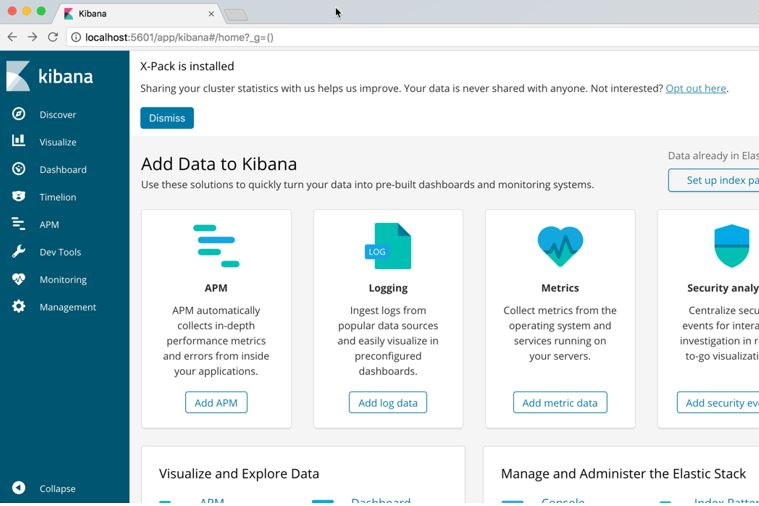 Kibana
localhost:5601/app/kibana#/home?_g=()
kibana
Discover
Visualize
Dashboard
Timelion
APM
Dev Tools
Monitoring
Management
Collapse
X-Pack is installed
Sharing your cluster statistics with us helps us improve. Your data is never shared with anyone. Not interested? Opt out here.
Dismiss
Add Data to Kibana
Use these solutions to quickly turn your data into pre-built dashboards and monitoring systems.
Data already in Elas
Set up index pa
APM
APM automatically
collects in-depth
performance metrics
and errors from inside
your applications.
Add APM
LOG
Logging
Ingest logs from
popular data sources
and easily visualize in
preconfigured
dashboards.
Add log data
Metrics
Collect metrics from the
operating system and
services running on
your servers.
Add metric data
Security analy
Centralize secu
events for intera
investigation in r
to-go visualizati
Add security eve
Visualize and Explore Data
APM
Dashboard
Manage and Administer the Elastic Stack
Console
Index Patter